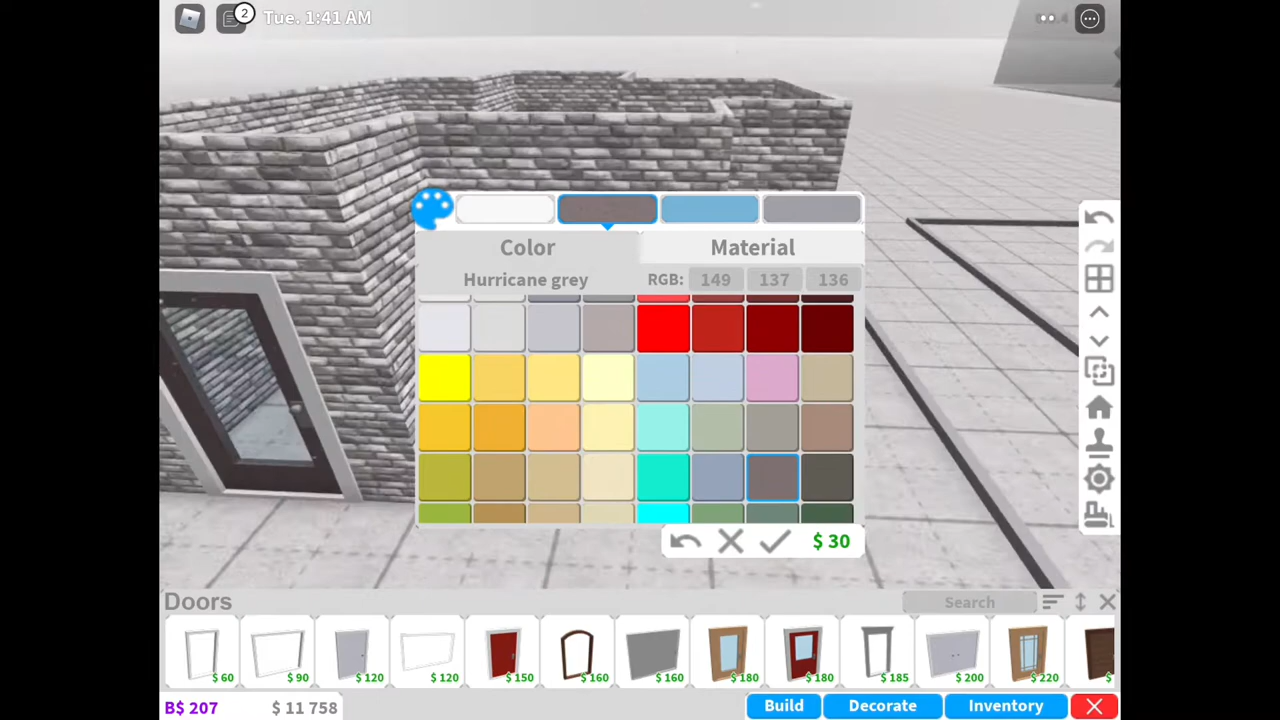 2
Tue. 1:41 AM
Color
Material
Hurricane grey
RGB: 149 137 136
$ 30
Doors
Search
$ 60
$ 90
$ 120
$ 120
$ 150
$ 160
$ 160
$ 180
$ 180
$ 185
$ 200
$ 220
$
B$ 207
$ 11 758
Build
Decorate
Inventory